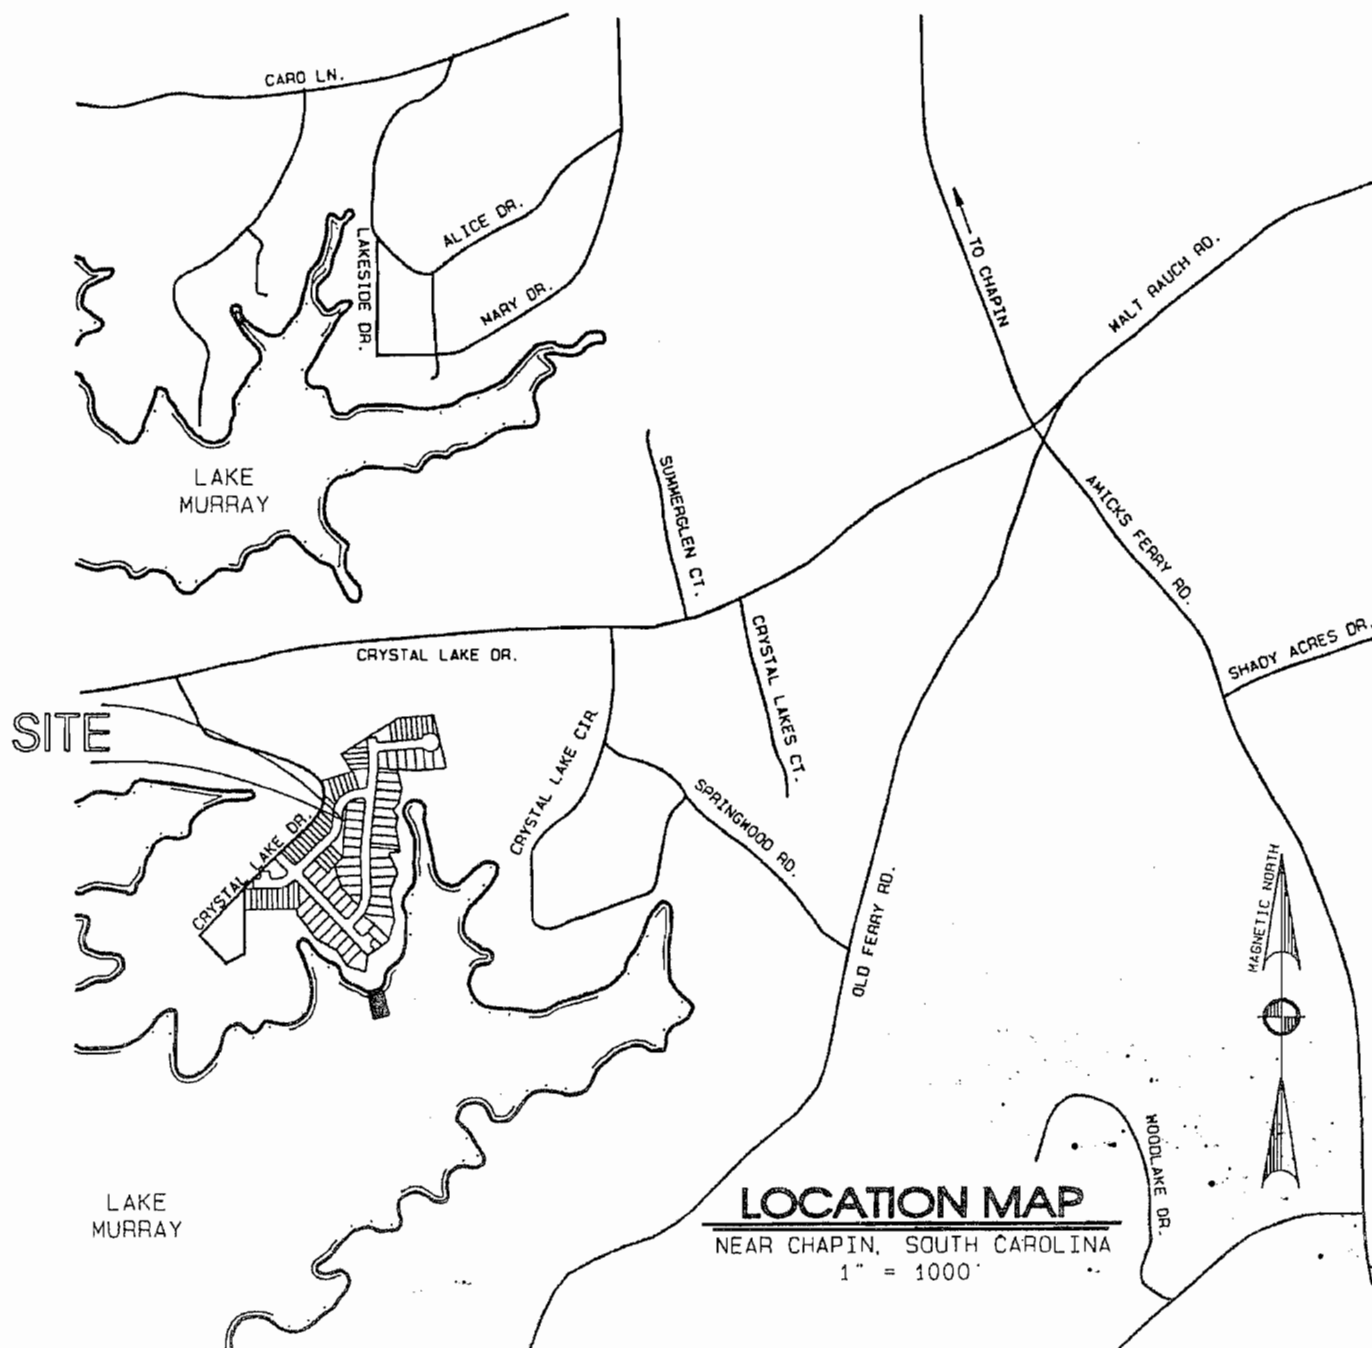 CARO LN.
ALICE DR.
LAKESIDE DR.
MARY DR.
TO CHAPIN
WALT RAUCH RD.
LAKE
MURRAY
SUMMERGLEN CT.
AMICKS FERRY RD.
CRYSTAL LAKE DR.
CRYSTAL LAKES CT.
SHADY ACRES DR.
SITE
CRYSTAL LAKE CIR
CRYSTAL LAKE DR.
SPRINGWOOD RD.
OLD FERRY RD.
MAGNETIC NORTH
WOODLAKE DR.
LAKE
MURRAY
LOCATION MAP
NEAR CHAPIN, SOUTH CAROLINA
1" = 1000'